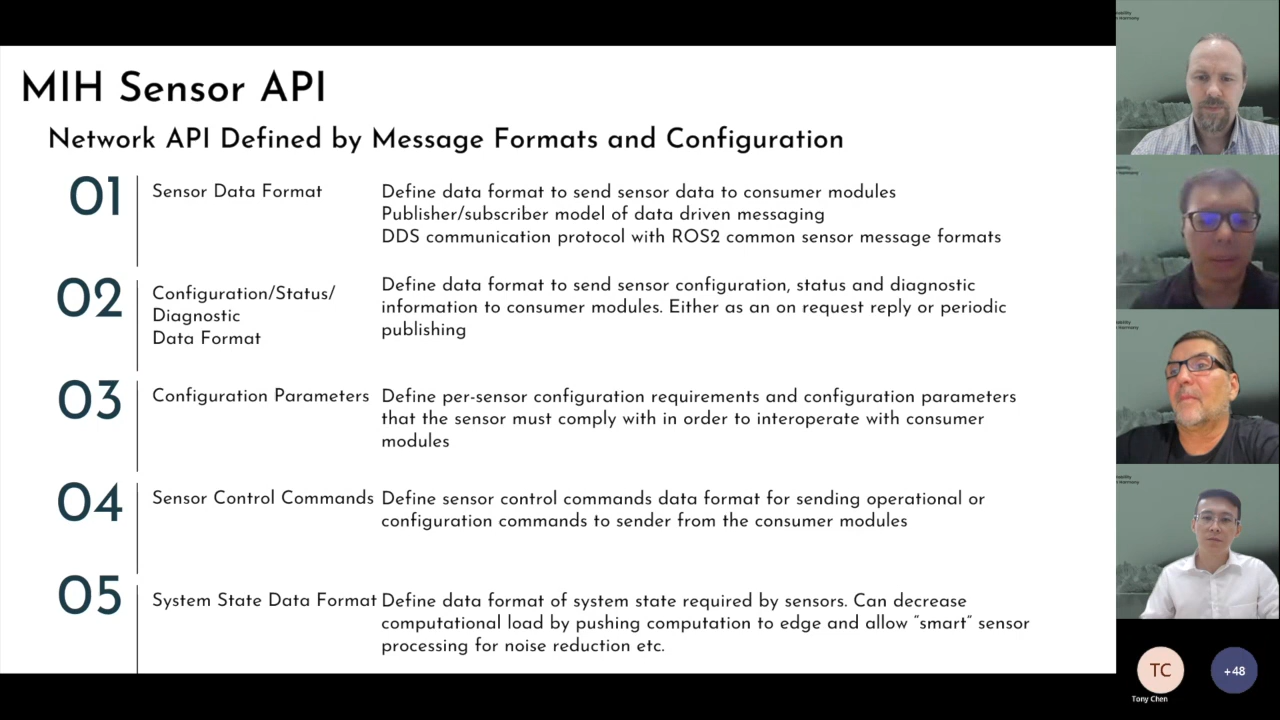 MIH Sensor API
Network API Defined by Message Formats and Configuration
01
Sensor Data Format
Define data format to send sensor data to consumer modules
Publisher/subscriber model of data driven messaging
DDS communication protocol with ROS2 common sensor message formats
02
Configuration/Status/
Diagnostic
Data Format
Define data format to send sensor configuration, status and diagnostic
information to consumer modules. Either as an on request reply or periodic
publishing
03
Configuration Parameters
Define per-sensor configuration requirements and configuration parameters
that the sensor must comply with in order to interoperate with consumer
modules
04
Sensor Control Commands
Define sensor control commands data format for sending operational or
configuration commands to sender from the consumer modules
05
System State Data Format
Define data format of system state required by sensors. Can decrease
computational load by pushing computation to edge and allow “smart” sensor
processing for noise reduction etc.
TC
Tony Chen
+48